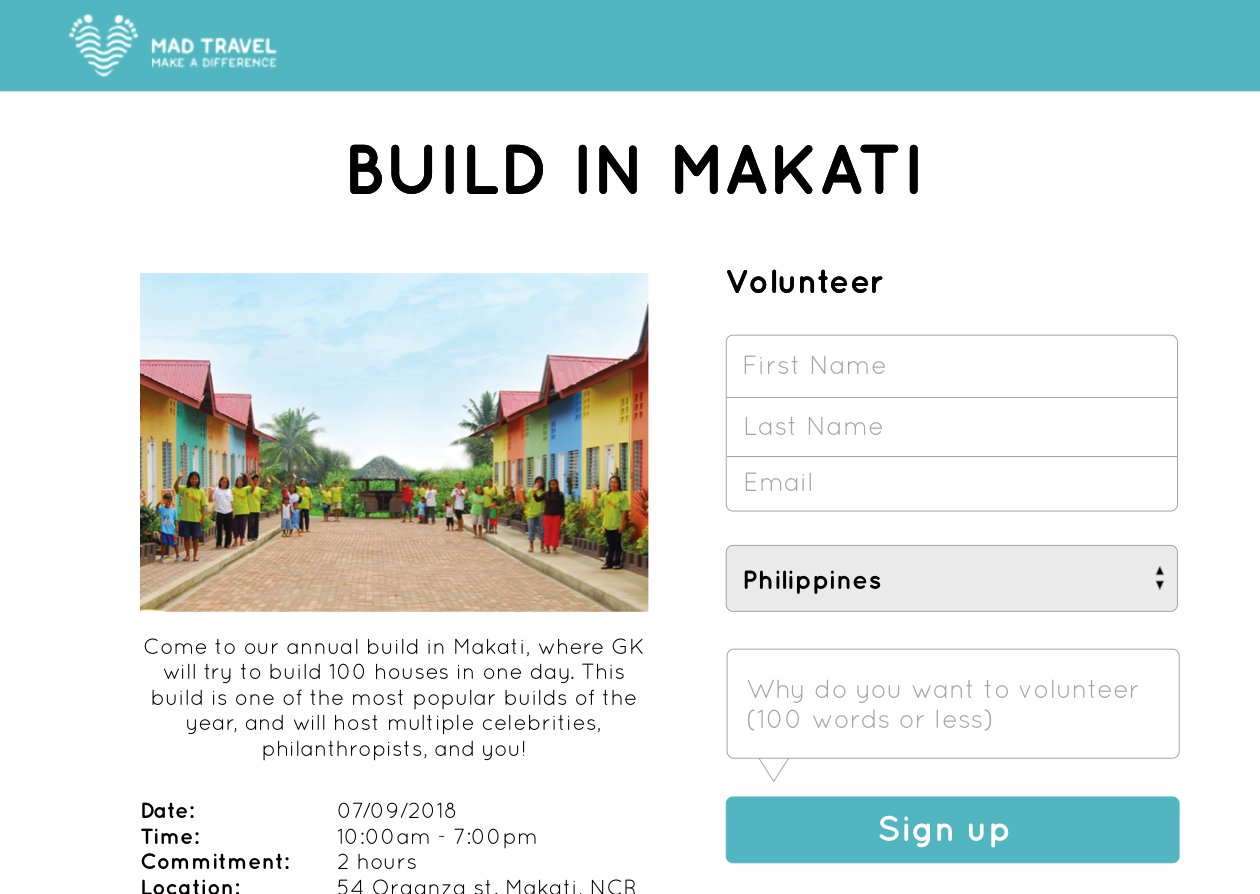 MAD TRAVEL
MAKE A DIFFERENCE
BUILD IN MAKATI
Come to our annual build in Makati, where GK
will try to build 100 houses in one day. This
build is one of the most popular builds of the
year, and will host multiple celebrities,
philanthropists, and you!
Date: 07/09/2018
Time: 10:00am - 7:00pm
Commitment: 2 hours
Location: 54 Organza st. Makati, NCR
Volunteer
First Name
Last Name
Email
Philippines
Why do you want to volunteer
(100 words or less)
Sign up